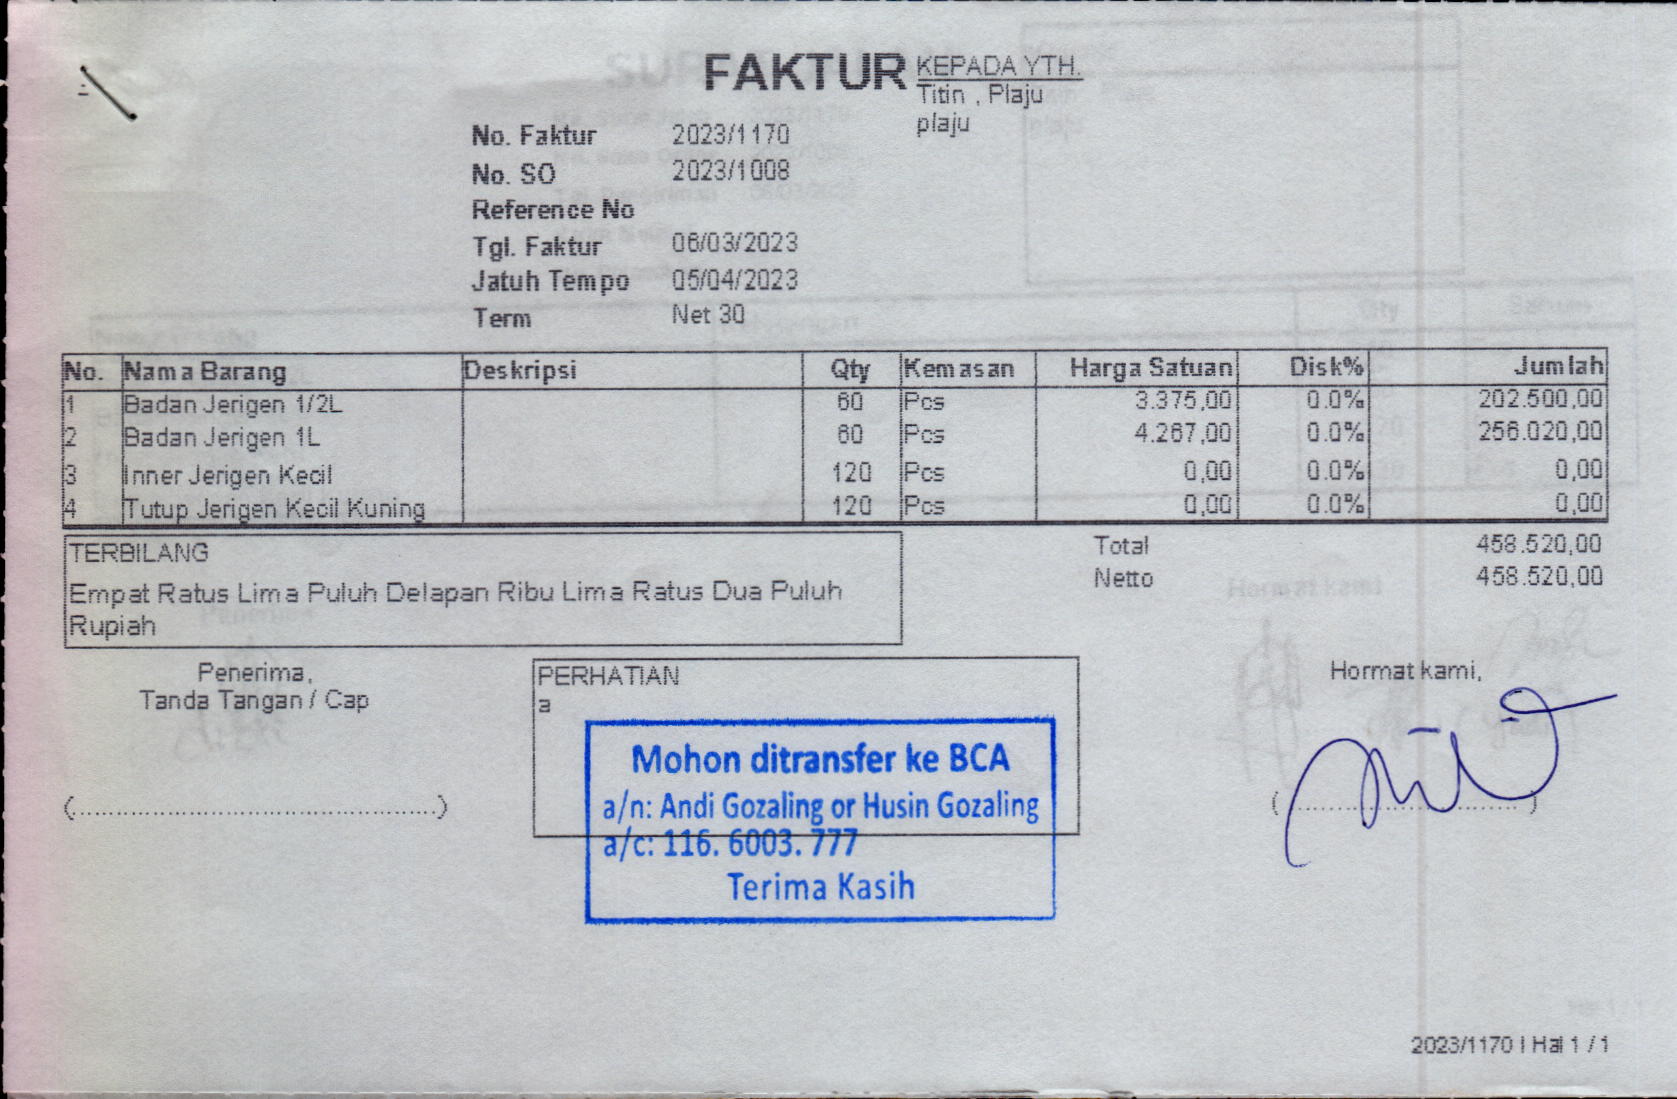 FAKTUR
KEPADA YTH.
Titin , Plaju
plaju
No. Faktur 2023/1170
No. SO 2023/1008
Reference No
Tgl. Faktur 06/03/2023
Jatuh Tempo 05/04/2023
Term Net 30
No. Nama Barang Deskripsi Qty Kemasan Harga Satuan Disk% Jumlah
1 Badan Jerigen 1/2L 60 Pcs 3.375,00 0.0% 202.500,00
2 Badan Jerigen 1L 60 Pcs 4.267,00 0.0% 256.020,00
3 Inner Jerigen Kecil 120 Pcs 0,00 0.0% 0,00
4 Tutup Jerigen Kecil Kuning 120 Pcs 0,00 0.0% 0,00
Total 458.520,00
Netto 458.520,00
TERBILANG
Empat Ratus Lima Puluh Delapan Ribu Lima Ratus Dua Puluh
Rupiah
Penerima,
Tanda Tangan / Cap
(..............................................)
PERHATIAN
a
Mohon ditransfer ke BCA
a/n: Andi Gozaling or Husin Gozaling
a/c: 116. 6003. 777
Terima Kasih
Hormat kami,
2023/1170 | Hal 1 / 1